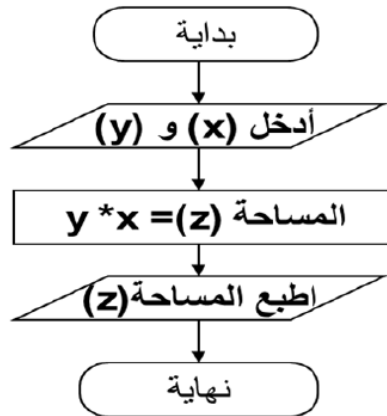 بداية
أدخل (x) و (y)
المساحة (z)= y *x
اطبع المساحة(z)
نهاية